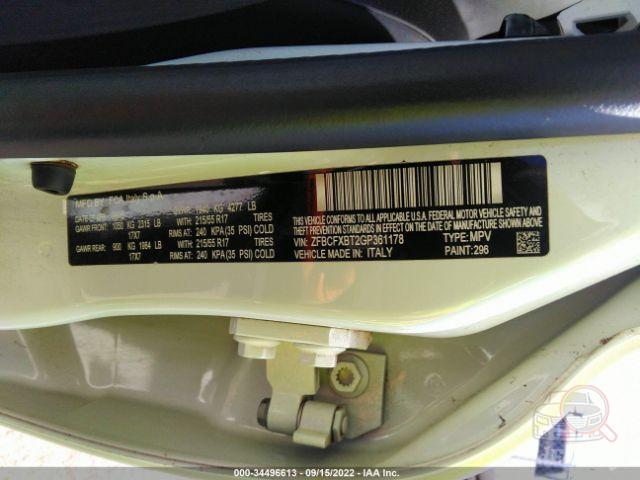 MFD BY: FCA Italy S.p.A.
GVWR: 1940 KG 4277 LB
GAWR FRONT: 1050 KG 2315 LB WITH: 215/55 R17 TIRES
17X7 RIMS AT: 240 KPA(35 PSI) COLD
GAWR REAR: 900 KG 1984 LB WITH: 215/55 R17 TIRES
17X7 RIMS AT: 240 KPA(35 PSI) COLD
THIS VEHICLE CONFORMS TO ALL APPLICABLE
SAFETY, BUMPER, AND
THEFT PREVENTION STANDARDS IN EFFECT ON THE DATE OF MANUFACTURE SHOWN ABOVE.
VIN: ZFBCFXBT2GP361178 TYPE: MPV
VEHICLE MADE IN: ITALY PAINT: 296
000-34496613 - 09/15/2022 - IAA Inc.